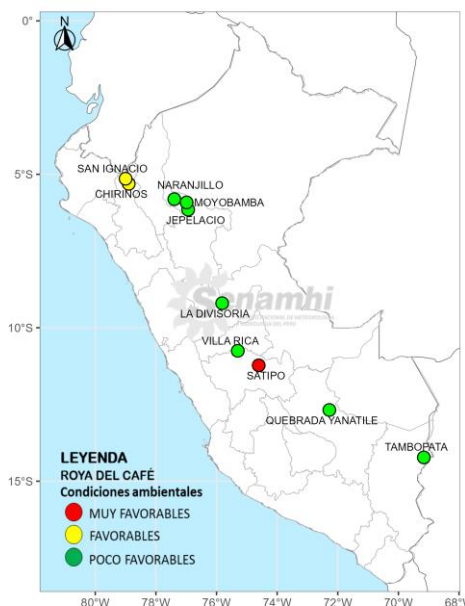 N
0°
SAN IGNACIO
5°S
CHIRINOS
NARANJILLO
MOYOBAMBA
JEPELACIO
Senamhi
LA DIVISORIA
10°S
VILLA RICA
SATIPO
QUEBRADA YANATILE
TAMBOPATA
15°S
LEYENDA
ROYA DEL CAFÉ
Condiciones ambientales
MUY FAVORABLES
FAVORABLES
POCO FAVORABLES
80°W 78°W 76°W 74°W 72°W 70°W 68°W